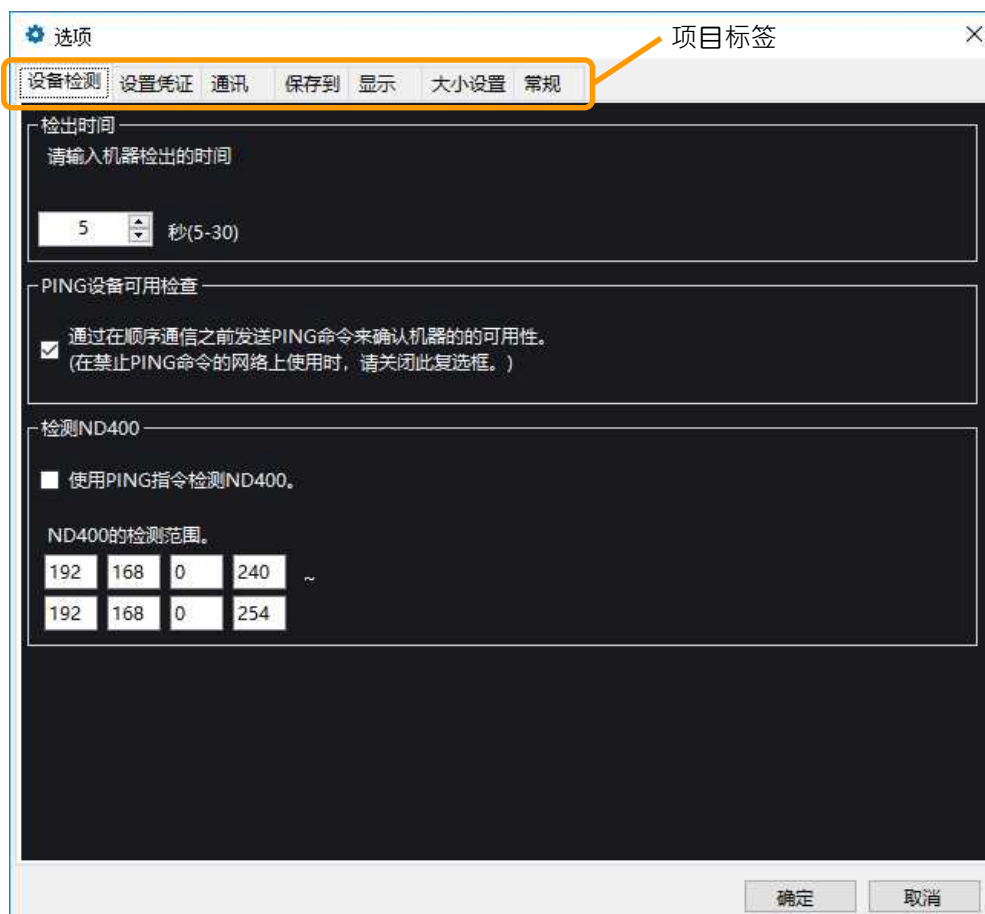 选项
项目标签
设备检测 设置凭证 通讯 保存到 显示 大小设置 常规
检出时间
请输入机器检出的时间
5 秒(5-30)
PING设备可用检查
通过在顺序通信之前发送PING命令来确认机器的的可用性。
(在禁止PING命令的网络上使用时，请关闭此复选框。)
检测ND400
使用PING指令检测ND400。
ND400的检测范围。
192 168 0 240 ~
192 168 0 254
确定 取消